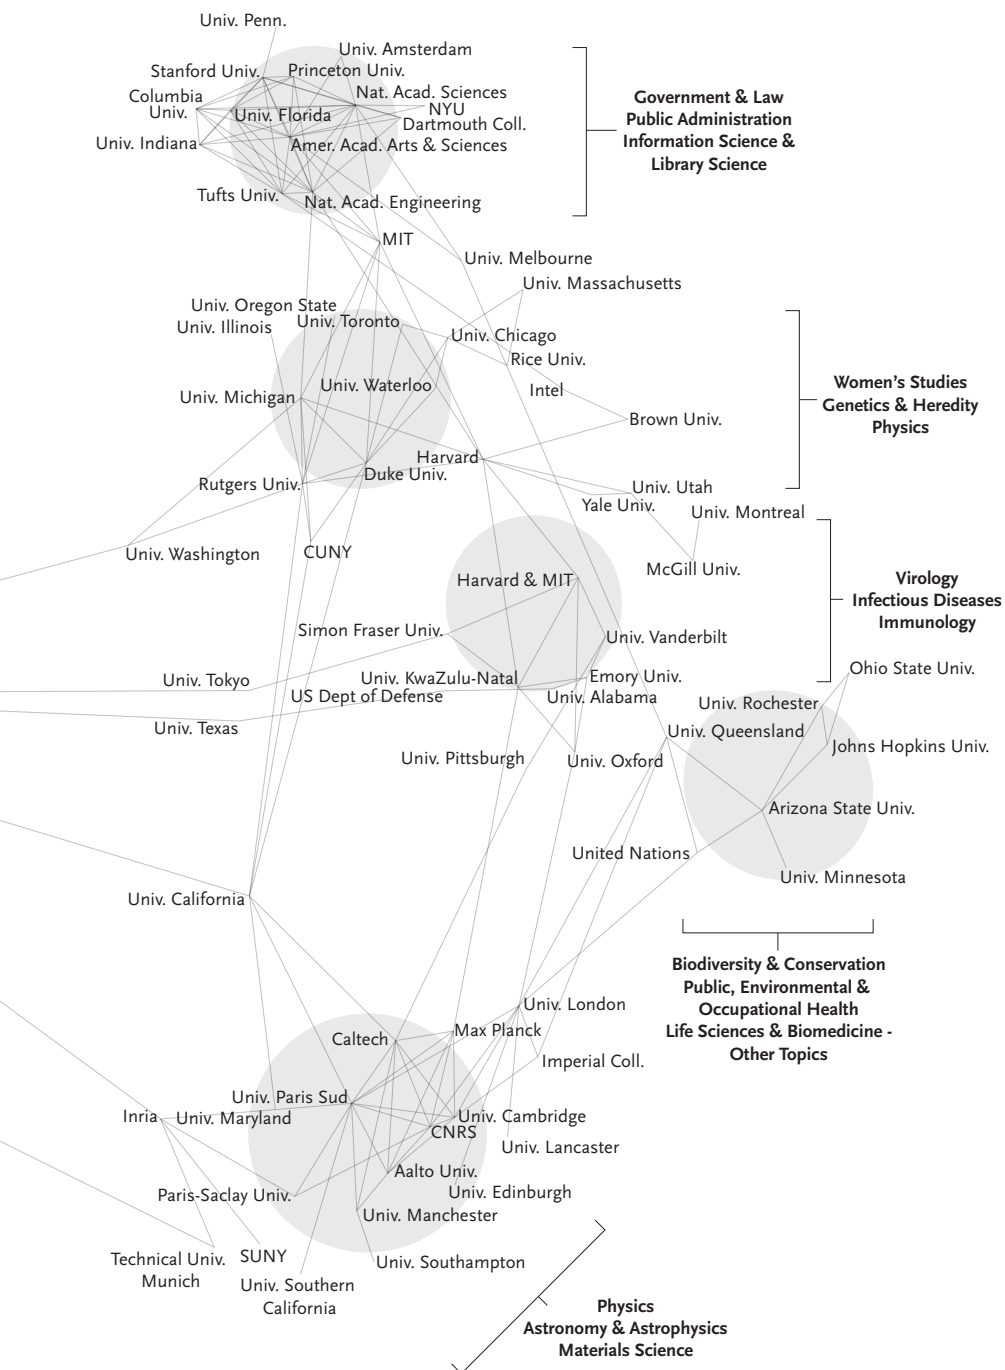 Univ. Penn.
Univ. Amsterdam
Stanford Univ.
Princeton Univ.
Columbia
Univ.
Nat. Acad. Sciences
NYU
Univ. Florida
Dartmouth Coll.
Univ. Indiana
Amer. Acad. Arts & Sciences
Tufts Univ.
Nat. Acad. Engineering
Government & Law
Public Administration
Information Science &
Library Science
MIT
Univ. Melbourne
Univ. Massachusetts
Univ. Oregon State
Univ. Illinois
Univ. Toronto
Univ. Chicago
Rice Univ.
Univ. Waterloo
Intel
Univ. Michigan
Brown Univ.
Women's Studies
Genetics & Heredity
Physics
Harvard
Duke Univ.
Rutgers Univ.
Univ. Utah
Yale Univ.
Univ. Montreal
Univ. Washington
CUNY
McGill Univ.
Harvard & MIT
Virology
Infectious Diseases
Immunology
Simon Fraser Univ.
Univ. Vanderbilt
Univ. Tokyo
Univ. KwaZulu-Natal
Emory Univ.
US Dept of Defense
Univ. Alabama
Ohio State Univ.
Univ. Rochester
Univ. Texas
Univ. Queensland
Johns Hopkins Univ.
Univ. Pittsburgh
Univ. Oxford
Arizona State Univ.
United Nations
Univ. Minnesota
Univ. California
Biodiversity & Conservation
Public, Environmental &
Occupational Health
Life Sciences & Biomedicine -
Other Topics
Univ. London
Caltech
Max Planck
Imperial Coll.
Univ. Paris Sud
Inria
Univ. Maryland
Univ. Cambridge
CNRS
Univ. Lancaster
Aalto Univ.
Paris-Saclay Univ.
Univ. Edinburgh
Univ. Manchester
Technical Univ.
Munich
SUNY
Univ. Southampton
Univ. Southern
California
Physics
Astronomy & Astrophysics
Materials Science